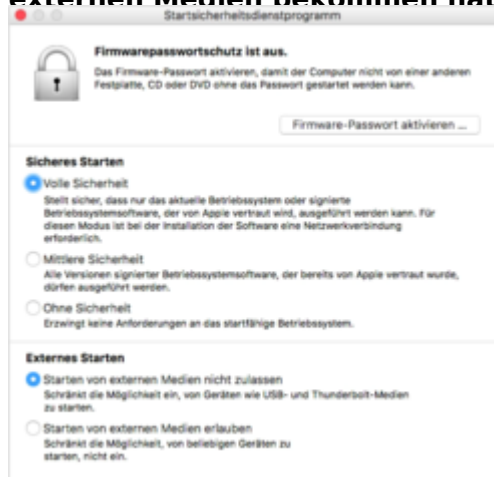 externen Medien bekommen hat
Startsicherheitsdienstprogramm
Firmwarepasswortschutz ist aus.
Das Firmware-Passwort aktivieren, damit der Computer nicht von einer anderen
Festplatte, CD oder DVD ohne das Passwort gestartet werden kann.
Firmware-Passwort aktivieren ...
Sicheres Starten
Volle Sicherheit
Stellt sicher, dass nur das aktuelle Betriebssystem oder signierte
Betriebssystemsoftware, der von Apple vertraut wird, ausgeführt werden kann. Für
diesen Modus ist bei der Installation der Software eine Netzwerkverbindung
erforderlich.
Mittlere Sicherheit
Alle Versionen signierter Betriebssystemsoftware, der bereits von Apple vertraut wurde,
dürfen ausgeführt werden.
Ohne Sicherheit
Erzwingt keine Anforderungen an das startfähige Betriebssystem.
Externes Starten
Starten von externen Medien nicht zulassen
Schränkt die Möglichkeit ein, von Geräten wie USB- und Thunderbolt-Medien
zu starten.
Starten von externen Medien erlauben
Schränkt die Möglichkeit, von beliebigen Geräten zu
starten, nicht ein.